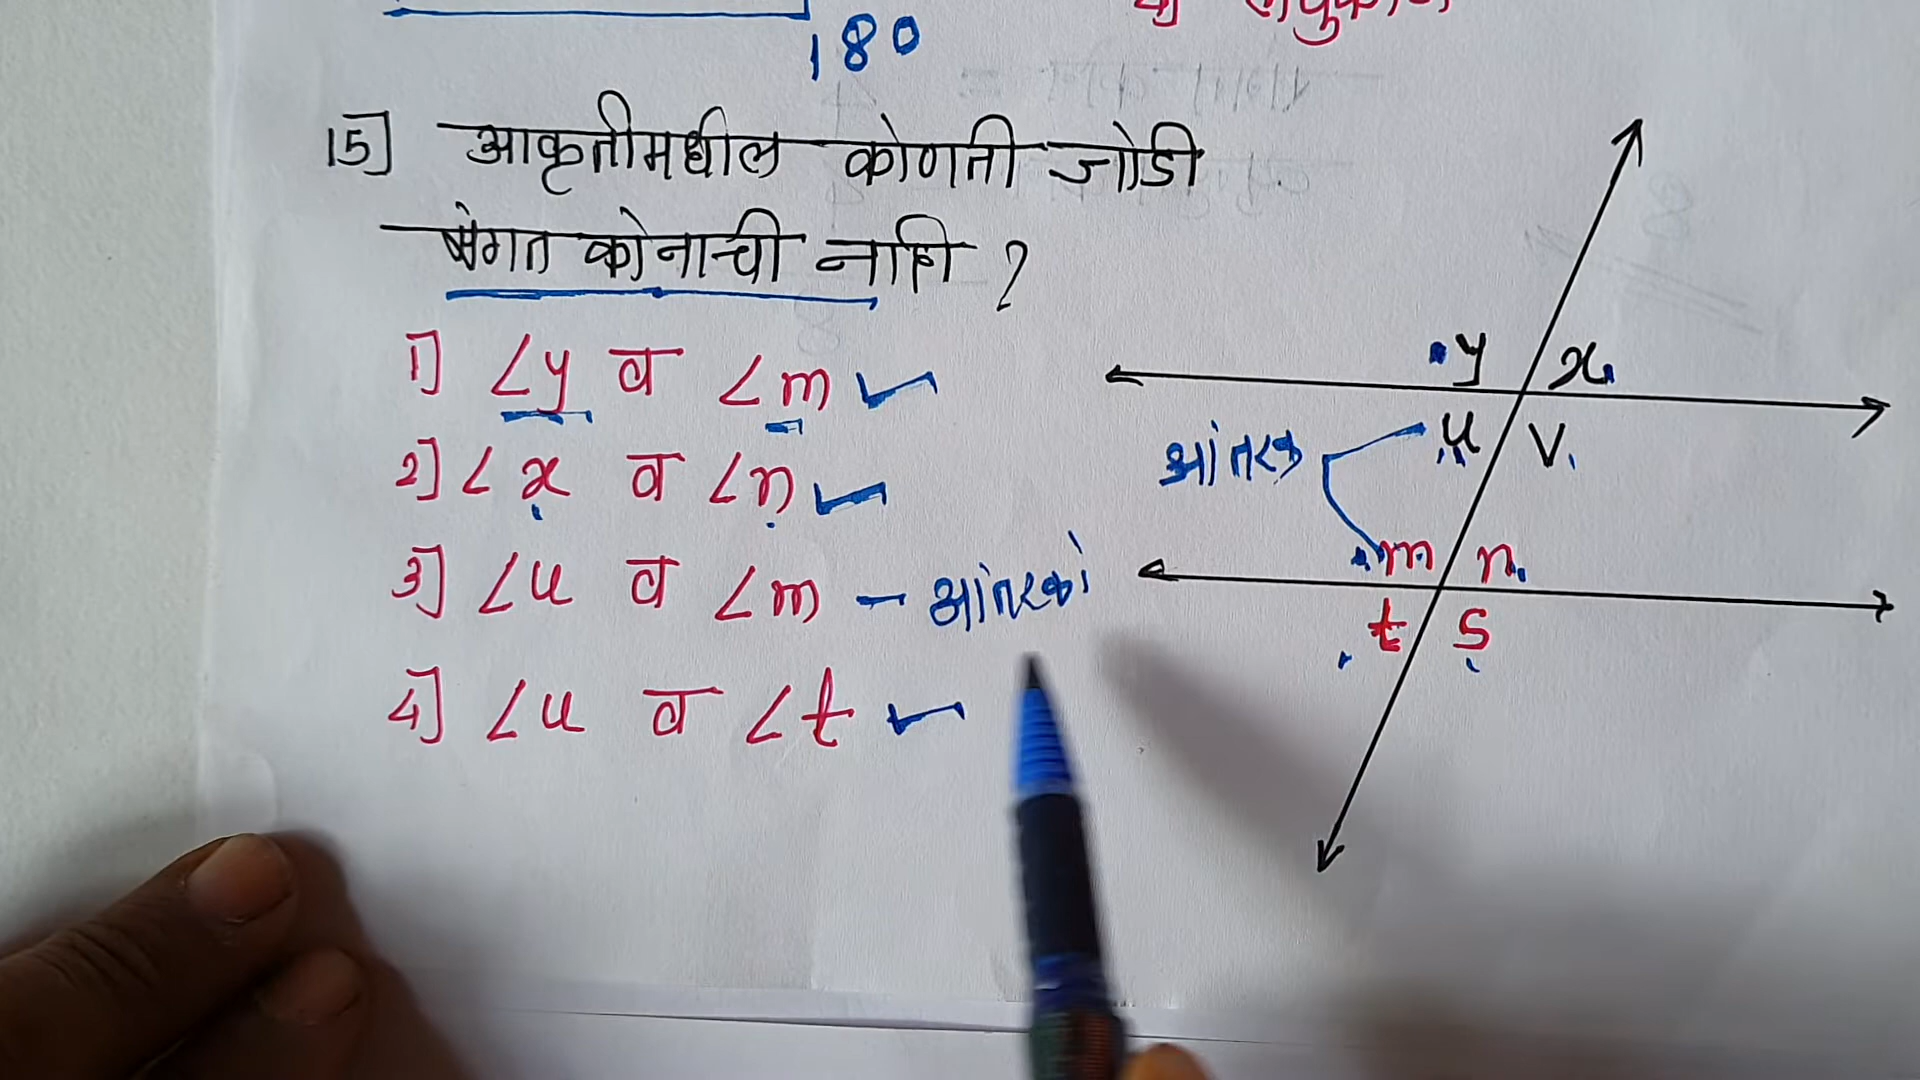 180
15] आकृतीमधील कोणती जोडी
संगत कोनाची नाही ?
1] ∠y व ∠m ✓
2] ∠x व ∠n ✓
3] ∠u व ∠m - आंतरको
4] ∠u व ∠t ✓
y x
u v
आंतरक
m n
t s